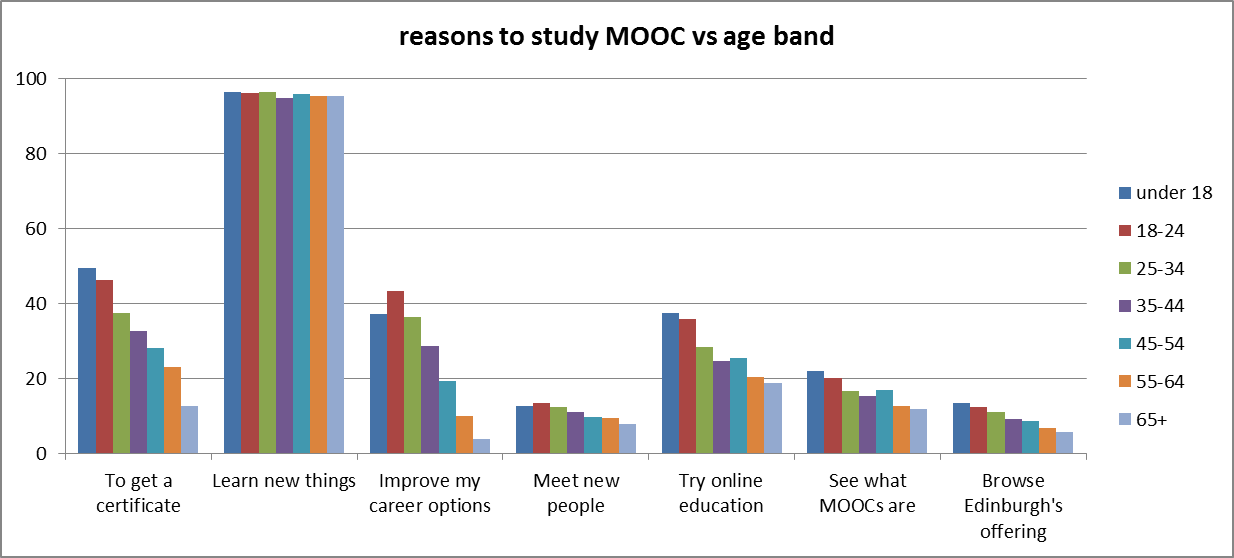 reasons to study MOOC vs age band
100
80
60
40
20
0
To get a
certificate
Learn new things
Improve my
career options
Meet new
people
Try online
education
See what
MOOCs are
Browse
Edinburgh's
offering
under 18
18-24
25-34
35-44
45-54
55-64
65+